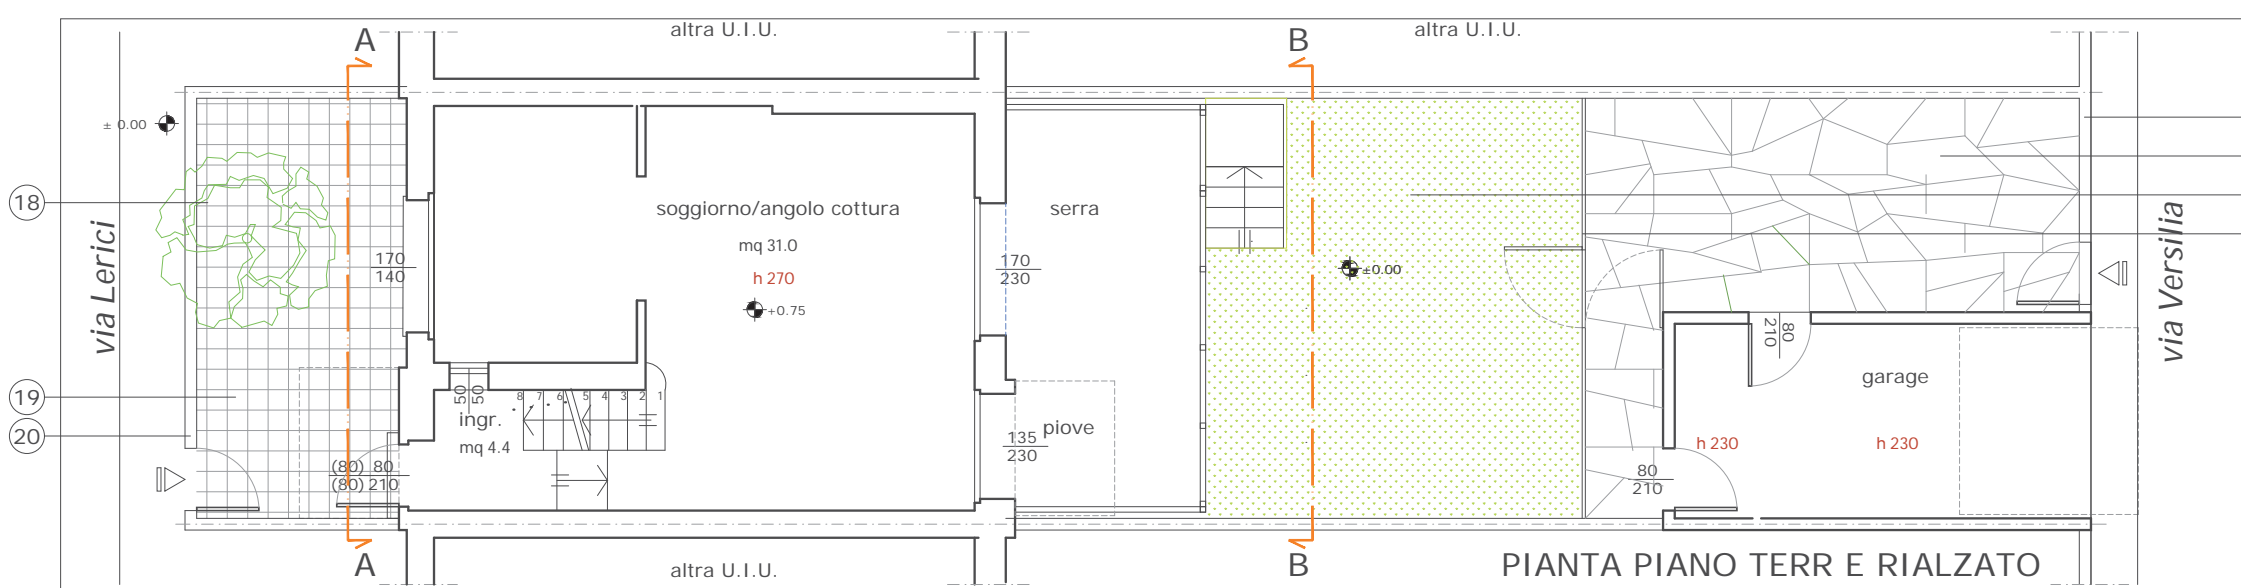 altra U.I.U.
altra U.I.U.
A
B
± 0.00
18
soggiorno/angolo cottura
serra
mq 31.0
170
140
170
230
h 270
±0.00
+0.75
via Lerici
via Versilia
80
210
garage
19
50
50
8 7 6 5 4 3 2 1
ingr.
mq 4.4
20
piove
135
230
h 230
h 230
(80) 80
(80) 210
80
210
A
B
altra U.I.U.
PIANTA PIANO TERR E RIALZATO